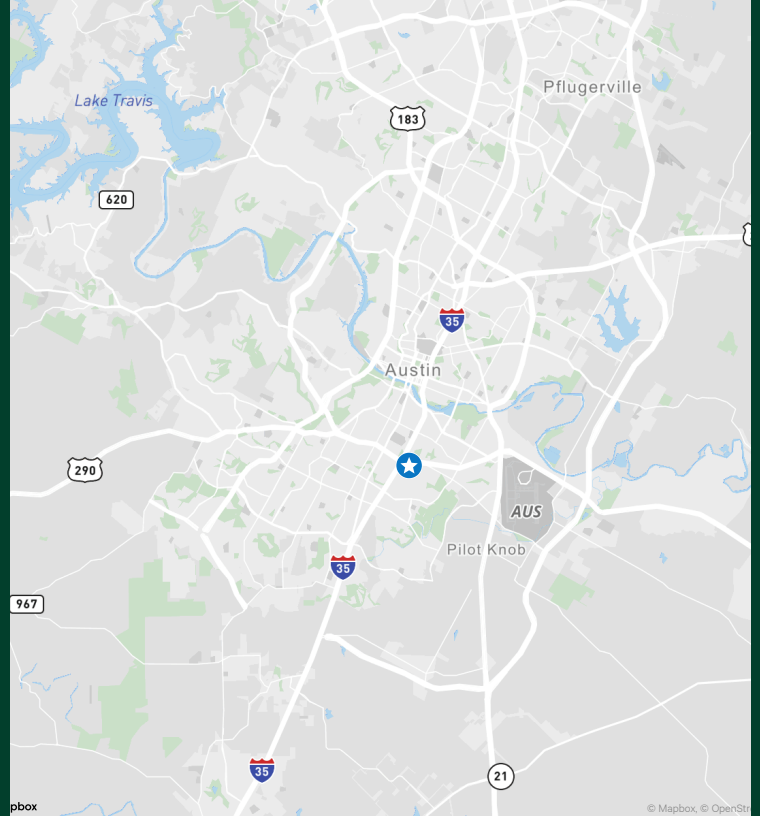 Pflugerville
Lake Travis
183
620
35
Austin
290
AUS
Pilot Knob
35
967
35
21
pbox
© Mapbox, © OpenStr